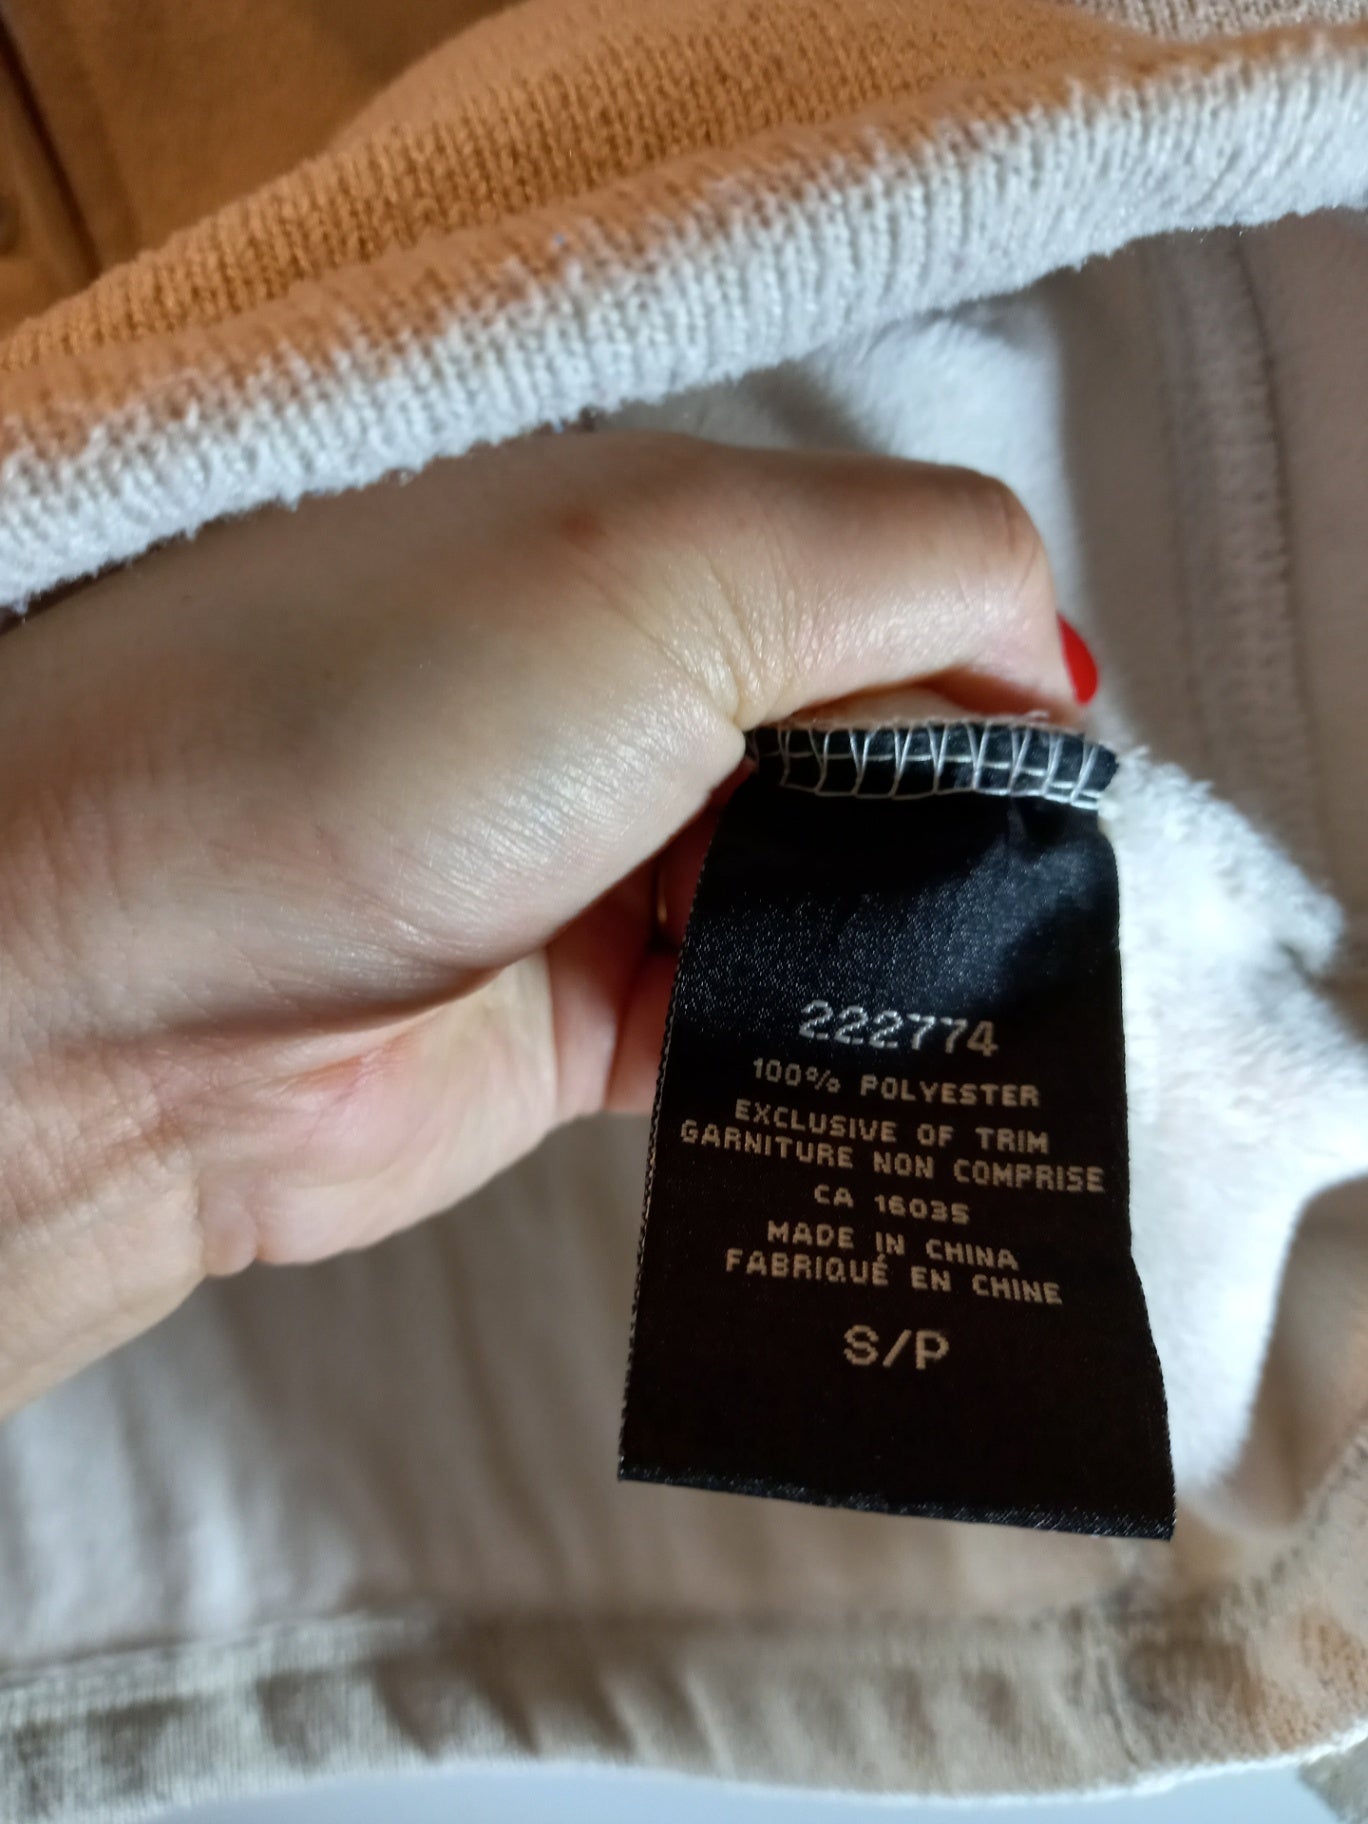 222774
100% POLYESTER
EXCLUSIVE OF TRIM
GARNITURE NON COMPRISE
CA 16035
MADE IN CHINA
FABRIQUÉ EN CHINE
S/P